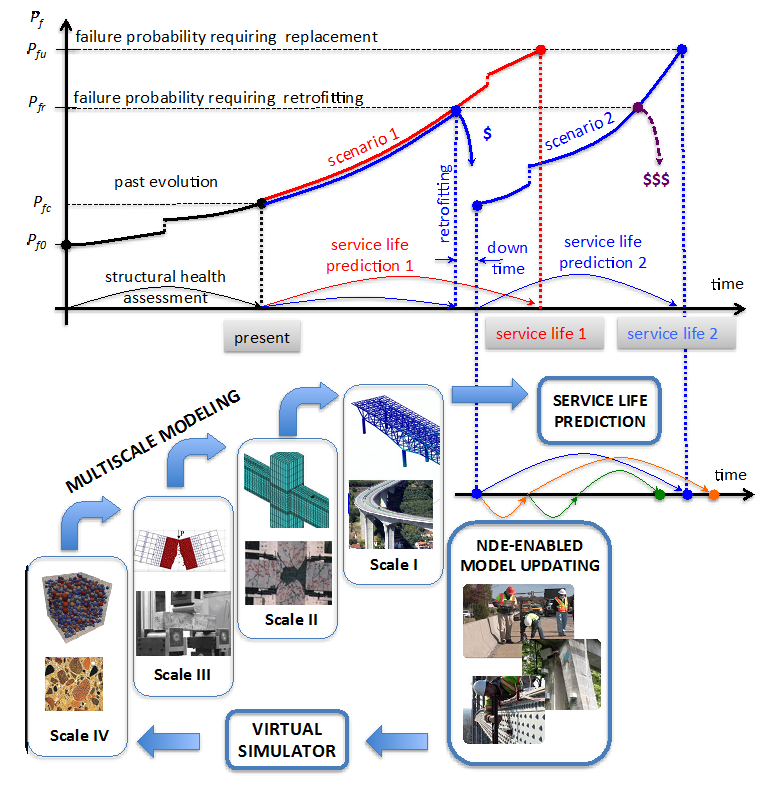 P_f
P_fu
failure probability requiring replacement
P_fr
failure probability requiring retrofitting
scenario 1
scenario 2
$
$$$
past evolution
P_fc
P_f0
retrofitting
down
time
service life
prediction 1
service life
prediction 2
structural health
assessment
time
present
service life 1
service life 2
MULTISCALE MODELING
SERVICE LIFE
PREDICTION
time
P
Scale I
Scale II
Scale III
Scale IV
NDE-ENABLED
MODEL UPDATING
VIRTUAL
SIMULATOR